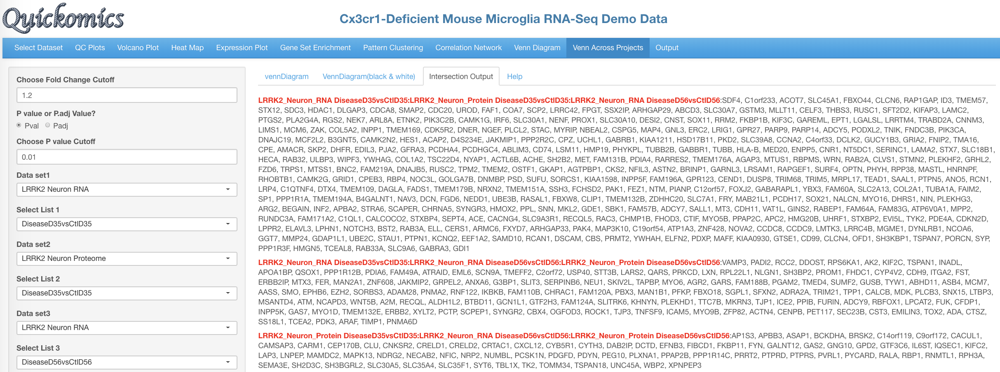 Quickomics
Cx3cr1-Deficient Mouse Microglia RNA-Seq Demo Data
Select Dataset QC Plots Volcano Plot Heat Map Expression Plot Gene Set Enrichment Pattern Clustering Correlation Network Venn Diagram Venn Across Projects Output
Choose Fold Change Cutoff
1.2
P value or P.adj Value?
Pval Padj
Choose P value Cutoff
0.01
Data set1
LRRK2 Neuron RNA
Select List 1
DiseaseD35vsCtlD35
Data set2
LRRK2 Neuron Proteome
Select List 2
DiseaseD35vsCtlD35
Data set3
LRRK2 Neuron RNA
Select List 3
DiseaseD56vsCtlD56
vennDiagram VennDiagram(black & white) Intersection Output Help
LRRK2_Neuron_RNA DiseaseD35vsCtlD35:LRRK2_Neuron_Protein DiseaseD35vsCtlD35:LRRK2_Neuron_RNA DiseaseD56vsCtlD56:SDF4, C1orf233, ACOT7, SLC45A1, FBXO44, CLCN6, RAP1GAP, ID3, TMEM57,
STX12, SDC3, HDAC1, DLGAP3, CDCA8, SMAP2, CDC20, UROD, FAF1, COA7, SCP2, LRRC42, FPGT, SSX2IP, ARHGAP29, ABCD3, SLC30A7, GSTM3, MLLT11, CELF3, THBS3, RUSC1, SFT2D2, KIFAP3, LAMC2,
PTGS2, PLA2G4A, RGS2, NEK7, ARL8A, ETNK2, PIK3C2B, CAMK1G, IRF6, SLC30A1, NENF, PROX1, SLC30A10, DESI2, CNST, SOX11, RRM2, FKBP1B, KIF3C, GAREML, EPT1, LGALSL, LRRTM4, TRABD2A, CNNM3,
LIMS1, MCM6, ZAK, COL5A2, INPP1, TMEM169, CDK5R2, DNER, NGEF, PLCL2, STAC, MYRIP, NBEAL2, CSPG5, MAP4, GNL3, ERC2, LRIG1, GPR27, PARP9, PARP14, ADCY5, PODXL2, TNIK, FNDC3B, PIK3CA,
DNAJC19, MCF2L2, B3GNT5, CAMK2N2, HES1, ACAP2, D4S234E, JAKMIP1, PPP2R2C, CPZ, UCHL1, GABRB1, KIAA1211, HSD17B11, PKD2, SLC39A8, CCNA2, C4orf33, DCLK2, GUCY1B3, GRIA2, FNIP2, TMA16,
CPE, AMACR, SKP2, DHFR, EDIL3, PJA2, GFRA3, PCDHA4, PCDHGC4, ABLIM3, CD74, LSM11, HMP19, PHYKPL, TUBB2B, GABBR1, TUBB, HLA-B, MED20, ENPP5, CNR1, NT5DC1, SERINC1, LAMA2, STX7, SLC18B1,
HECA, RAB32, ULBP3, WIPF3, YWHAG, COL1A2, TSC22D4, NYAP1, ACTL6B, ACHE, SH2B2, MET, FAM131B, PDIA4, RARRES2, TMEM176A, AGAP3, MTUS1, RBPMS, WRN, RAB2A, CLVS1, STMN2, PLEKHF2, GRHL2,
FZD6, TRPS1, MTSS1, BNC2, FAM219A, DNAJB5, RUSC2, TPM2, TMEM2, OSTF1, GKAP1, AGTPBP1, CKS2, NFIL3, ASTN2, BRINP1, GARNL3, LRSAM1, RAPGEF1, SURF4, OPTN, PHYH, RPP38, MASTL, HNRNPF,
RHOBTB1, CAMK2G, GRID1, CPEB3, RBP4, NOC3L, GOLGA7B, DNMBP, PSD, SUFU, SORCS1, KIAA1598, INPP5F, FAM196A, GPR123, CEND1, DUSP8, TRIM68, TRIM5, MRPL17, TEAD1, SAAL1, PTPN5, ANO5, RCN1,
LRP4, C1QTNF4, DTX4, TMEM109, DAGLA, FADS1, TMEM179B, NRXN2, TMEM151A, SSH3, FCHSD2, PAK1, FEZ1, NTM, PIANP, C12orf57, FOXJ2, GABARAPL1, YBX3, FAM60A, SLC2A13, COL2A1, TUBA1A, FAIM2,
SP1, PPP1R1A, TMEM194A, B4GALNT1, NAV3, DCN, FGD6, NEDD1, UBE3B, RASAL1, FBXW8, CLIP1, TMEM132B, ZDHHC20, SLC7A1, FRY, MAB21L1, PCDH17, SOX21, NALCN, MYO16, DHRS1, NIN, PLEKHG3,
ARG2, BEGAIN, INF2, APBA2, STRA6, SCAPER, CHRNA5, SYNGR3, HMOX2, PPL, SNN, MKL2, GDE1, SBK1, FAM57B, ADCY7, SALL1, MT3, CDH11, VAT1L, GINS2, RABEP1, FAM64A, FAM83G, ATP6V0A1, MPP2,
RUNDC3A, FAM171A2, C1QL1, CALCOCO2, STXBP4, SEPT4, ACE, CACNG4, SLC9A3R1, RECQL5, RAC3, CHMP1B, FHOD3, CTIF, MYO5B, PPAP2C, APC2, HMG20B, UHRF1, STXBP2, EVI5L, TYK2, PDE4A, CDKN2D,
LPPR2, ELAVL3, LPHN1, NOTCH3, BST2, RAB3A, ELL, CERS1, ARMC6, FXYD7, ARHGAP33, PAK4, MAP3K10, C19orf54, ATP1A3, ZNF428, NOVA2, CCDC8, CCDC9, LMTK3, LRRC4B, MGME1, DYNLRB1, NCOA6,
GGT7, MMP24, GDAP1L1, UBE2C, STAU1, PTPN1, KCNQ2, EEF1A2, SAMD10, RCAN1, DSCAM, CBS, PRMT2, YWHAH, ELFN2, PDXP, MAFF, KIAA0930, GTSE1, CD99, CLCN4, OFD1, SH3KBP1, TSPAN7, PORCN, SYP,
PPP1R3F, HMGN5, TCEAL8, RAB33A, SLC9A6, GABRA3, GDI1
LRRK2_Neuron_RNA DiseaseD35vsCtlD35:LRRK2_Neuron_RNA DiseaseD56vsCtlD56:LRRK2_Neuron_Protein DiseaseD56vsCtlD56:VAMP3, PADI2, RCC2, DDOST, RPS6KA1, AK2, KIF2C, TSPAN1, INADL,
APOA1BP, QSOX1, PPP1R12B, PDIA6, FAM49A, ATRAID, EML6, SCN9A, TMEFF2, C2orf72, USP40, STT3B, LARS2, QARS, PRKCD, LXN, RPL22L1, NLGN1, SH3BP2, PROM1, FHDC1, CYP4V2, CDH9, ITGA2, FST,
ERBB2IP, MTX3, FER, MAN2A1, ZNF608, JAKMIP2, GRPEL2, ANXA6, G3BP1, SLIT3, SERPINB6, NEU1, SKIV2L, TAPBP, MYO6, AGR2, GARS, FAM188B, PGAM2, TMED4, SUMF2, GUSB, TYW1, ABHD11, ASB4, MCM7,
AASS, SMO, EPHB6, EZH2, SORBS3, ADAM28, PNMA2, RNF122, IKBKB, FAM110B, CHRAC1, FAM120A, PBX3, MAN1B1, PFKP, FBXO18, SGPL1, SFXN2, ADRA2A, TRIM21, TPP1, CALCB, MDK, PLCB3, SNX15, LTBP3,
MSANTD4, ATM, NCAPD3, WNT5B, A2M, RECQL, ALDH1L2, BTBD11, GCN1L1, GTF2H3, FAM124A, SLITRK6, KHNYN, PLEKHD1, TTC7B, MKRN3, TJP1, ICE2, PPIB, FURIN, ADCY9, RBFOX1, LPCAT2, FUK, CFDP1,
INPP5K, GAS7, MYO1D, TMEM132E, ERBB2, XYLT2, PCTP, SCPEP1, SYNGR2, CBX4, OGFOD3, ROCK1, TJP3, TNFSF9, ICAM5, MYO9B, ZFP82, ACTN4, CENPB, PET117, SEC23B, CST3, EMILIN3, TOX2, ADA, CTSZ,
SS18L1, TCEA2, PDK3, ARAF, TIMP1, PNMA6D
LRRK2_Neuron_Protein DiseaseD35vsCtlD35:LRRK2_Neuron_RNA DiseaseD56vsCtlD56:LRRK2_Neuron_Protein DiseaseD56vsCtlD56:AP1S3, APBB3, ASAP1, BCKDHA, BRSK2, C14orf119, C9orf172, CACUL1,
CAMSAP3, CARM1, CEP170B, CLU, CNKSR2, CRELD1, CRELD2, CRTAC1, CXCL12, CYB5R1, CYTH3, DAB2IP, DCTD, EFNB3, FIBCD1, FKBP11, FYN, GALNT12, GAS2, GNG10, GPD2, GTF3C6, IL6ST, IQSEC1, KIFC2,
LAP3, LNPEP, MAMDC2, MAPK13, NDRG2, NECAB2, NFIC, NRP2, NUMBL, PCSK1N, PDGFD, PDYN, PEG10, PLXNA1, PPAP2B, PPP1R14C, PRRT2, PTPRD, PTPRS, PVRL1, PYCARD, RALA, RBP1, RNMTL1, RPH3A,
SEMA3E, SH2D3C, SH3BGRL2, SLC30A5, SLC35A4, SLC35F1, SYT6, TBL1X, TK2, TOMM34, TSPAN18, UNC45A, WBP2, XPNPEP3